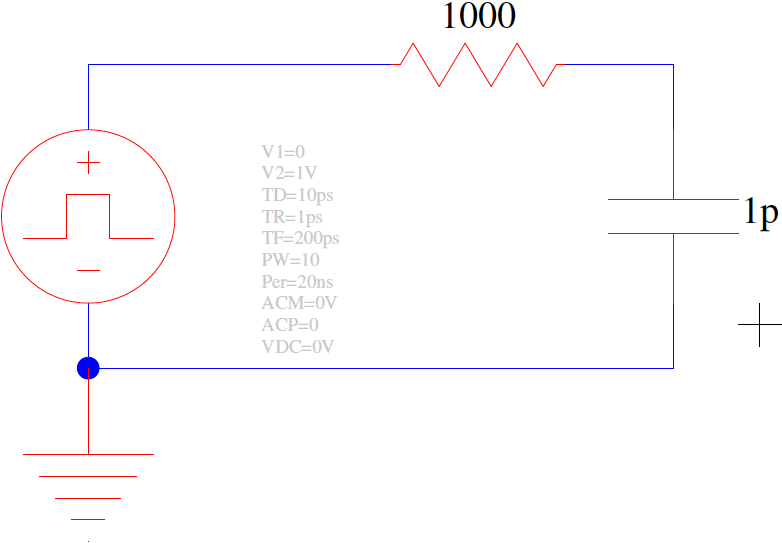 1000
V1=0
V2=1V
TD=10ps
TR=1ps
TF=200ps
PW=10
Per=20ns
ACM=0V
ACP=0
VDC=0V
1p